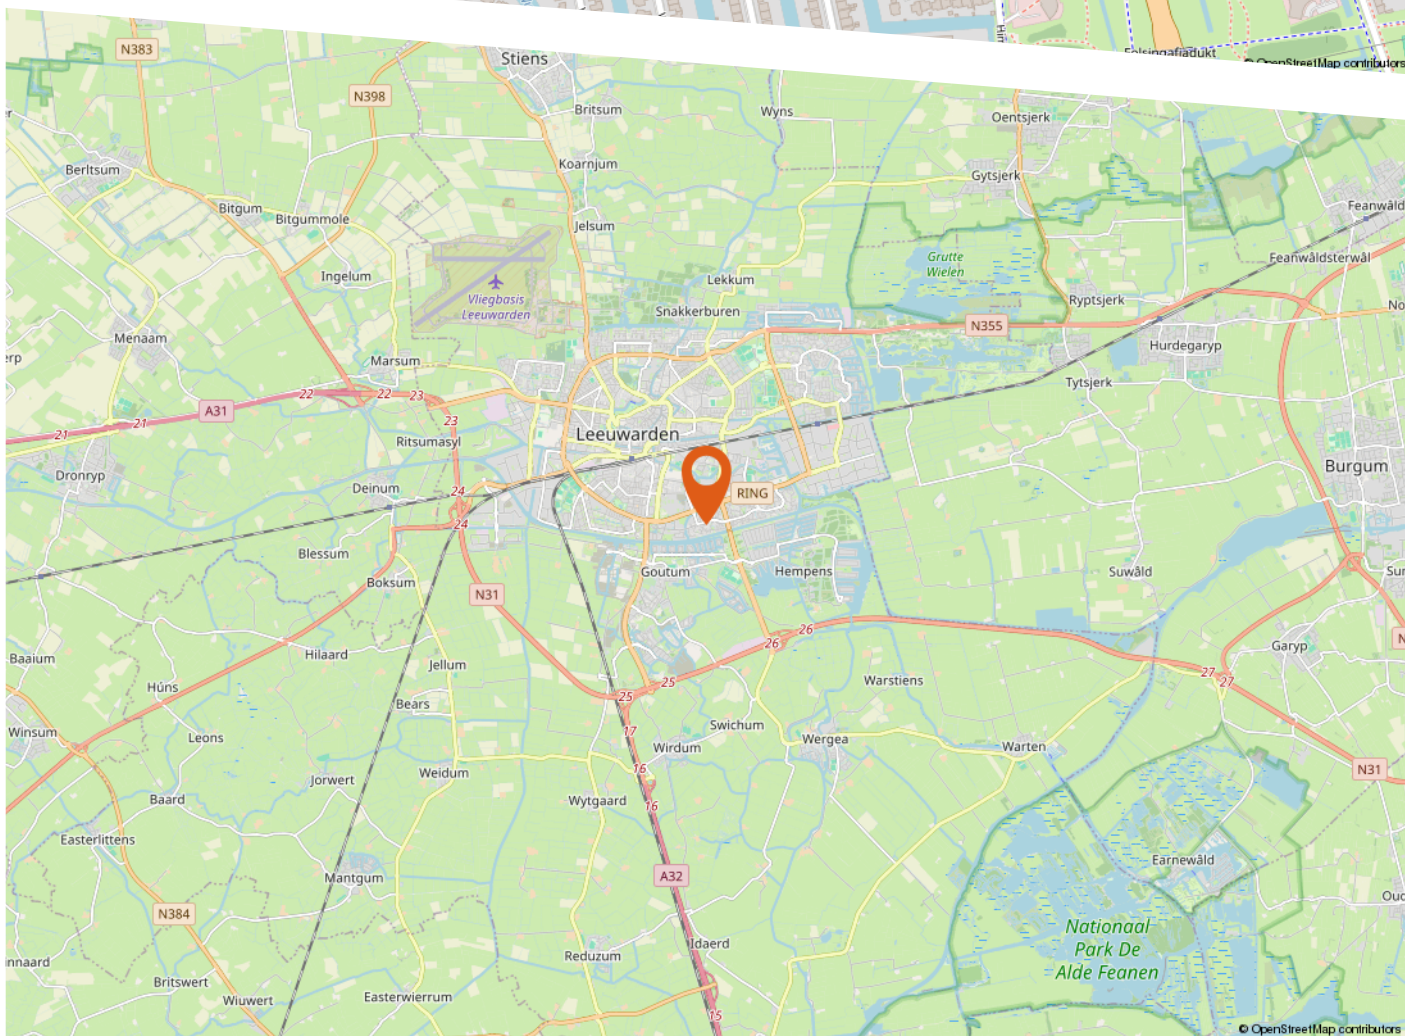 Felsingafiadukt
© OpenStreetMap contributors
N383
Stiens
N398
Britsum
Wyns
Oentsjerk
Koarnjum
Berltsum
Gytsjerk
Bitgum
Bitgummole
Jelsum
Feanwâld
Grutte
Wielen
Feanwâldsterwâl
Ingelum
Lekkum
Vliegbasis
Leeuwarden
Ryptsjerk
Snakkerburen
N355
Menaam
Hurdegaryp
Marsum
Tytsjerk
22
22
23
A31
21
21
23
Leeuwarden
Ritsumasyl
Burgum
Dronryp
Deinum
24
RING
24
Blessum
Goutum
Hempens
Suwâld
Boksum
N31
26
26
Garyp
Hilaard
Baaium
Jellum
27
27
Warstiens
Húns
25
25
Bears
Swichum
Winsum
17
Leons
Wirdum
Wergea
Warten
16
N31
Weidum
Jorwert
Baard
Wytgaard
16
Easterlittens
Earnewâld
A32
Mantgum
N384
Nationaal
Park De
Alde Feanen
Idaerd
Reduzum
Britswert
Wiuwert
Easterwierrum
15
© OpenStreetMap contributors